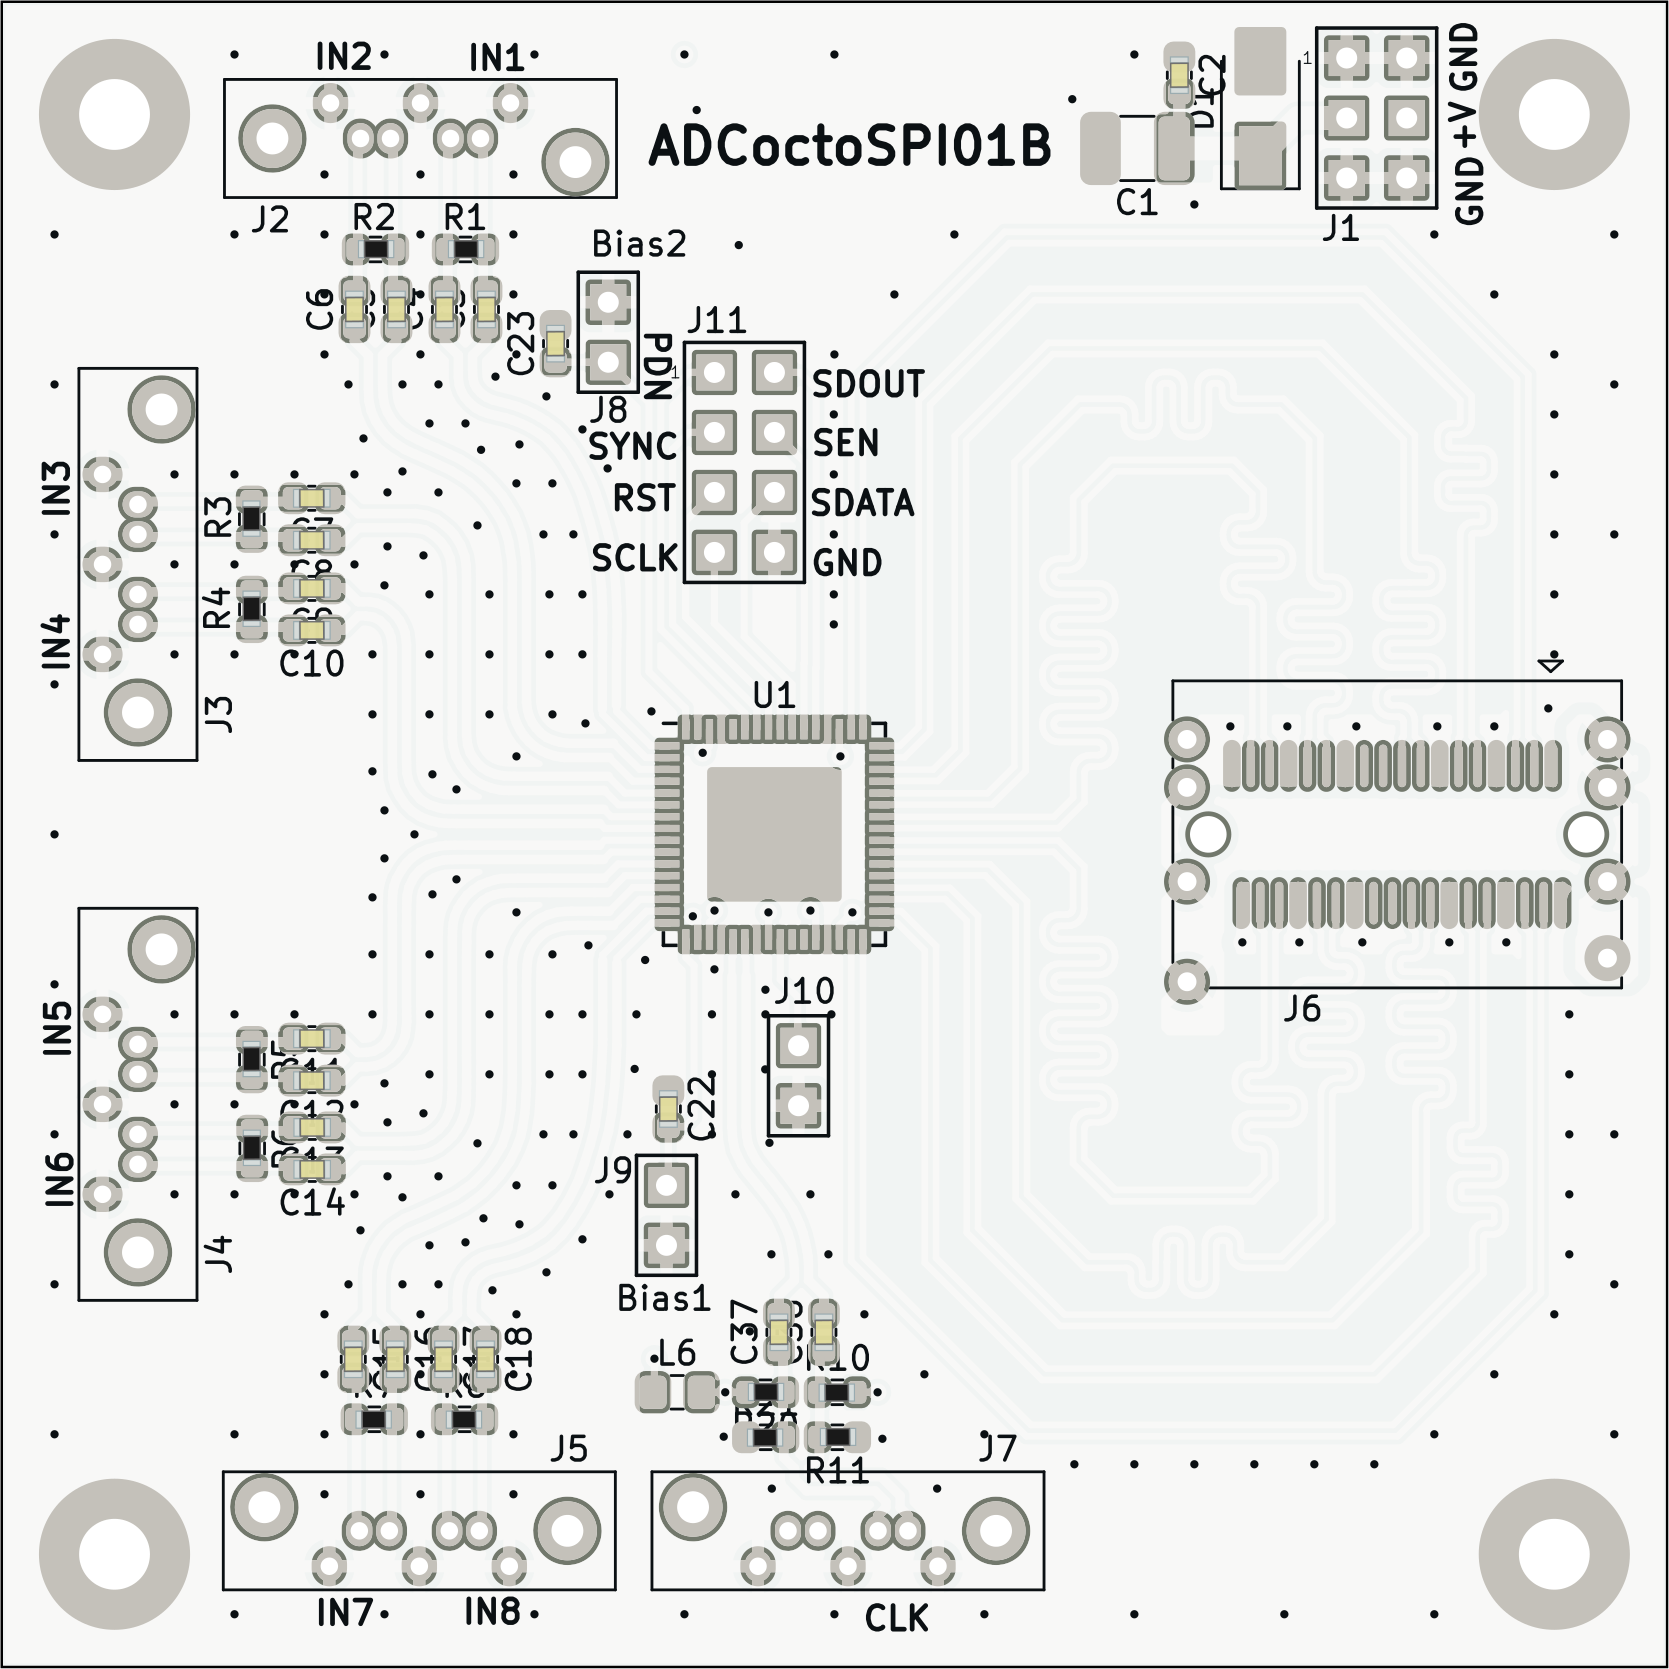 IN2
IN1
ADCoctoSPI01B
C2
C1
1
GND
+V
GND
J1
J2
R2
R1
Bias2
C6
C23
J8
PDN
J11
1
SDOUT
SYNC
SEN
RST
SDATA
SCLK
GND
IN3
R3
R4
IN4
C10
J3
U1
J6
IN5
IN6
C14
J4
J10
C22
J9
Bias1
C18
C37
L6
R10
R11
J5
J7
IN7
IN8
CLK